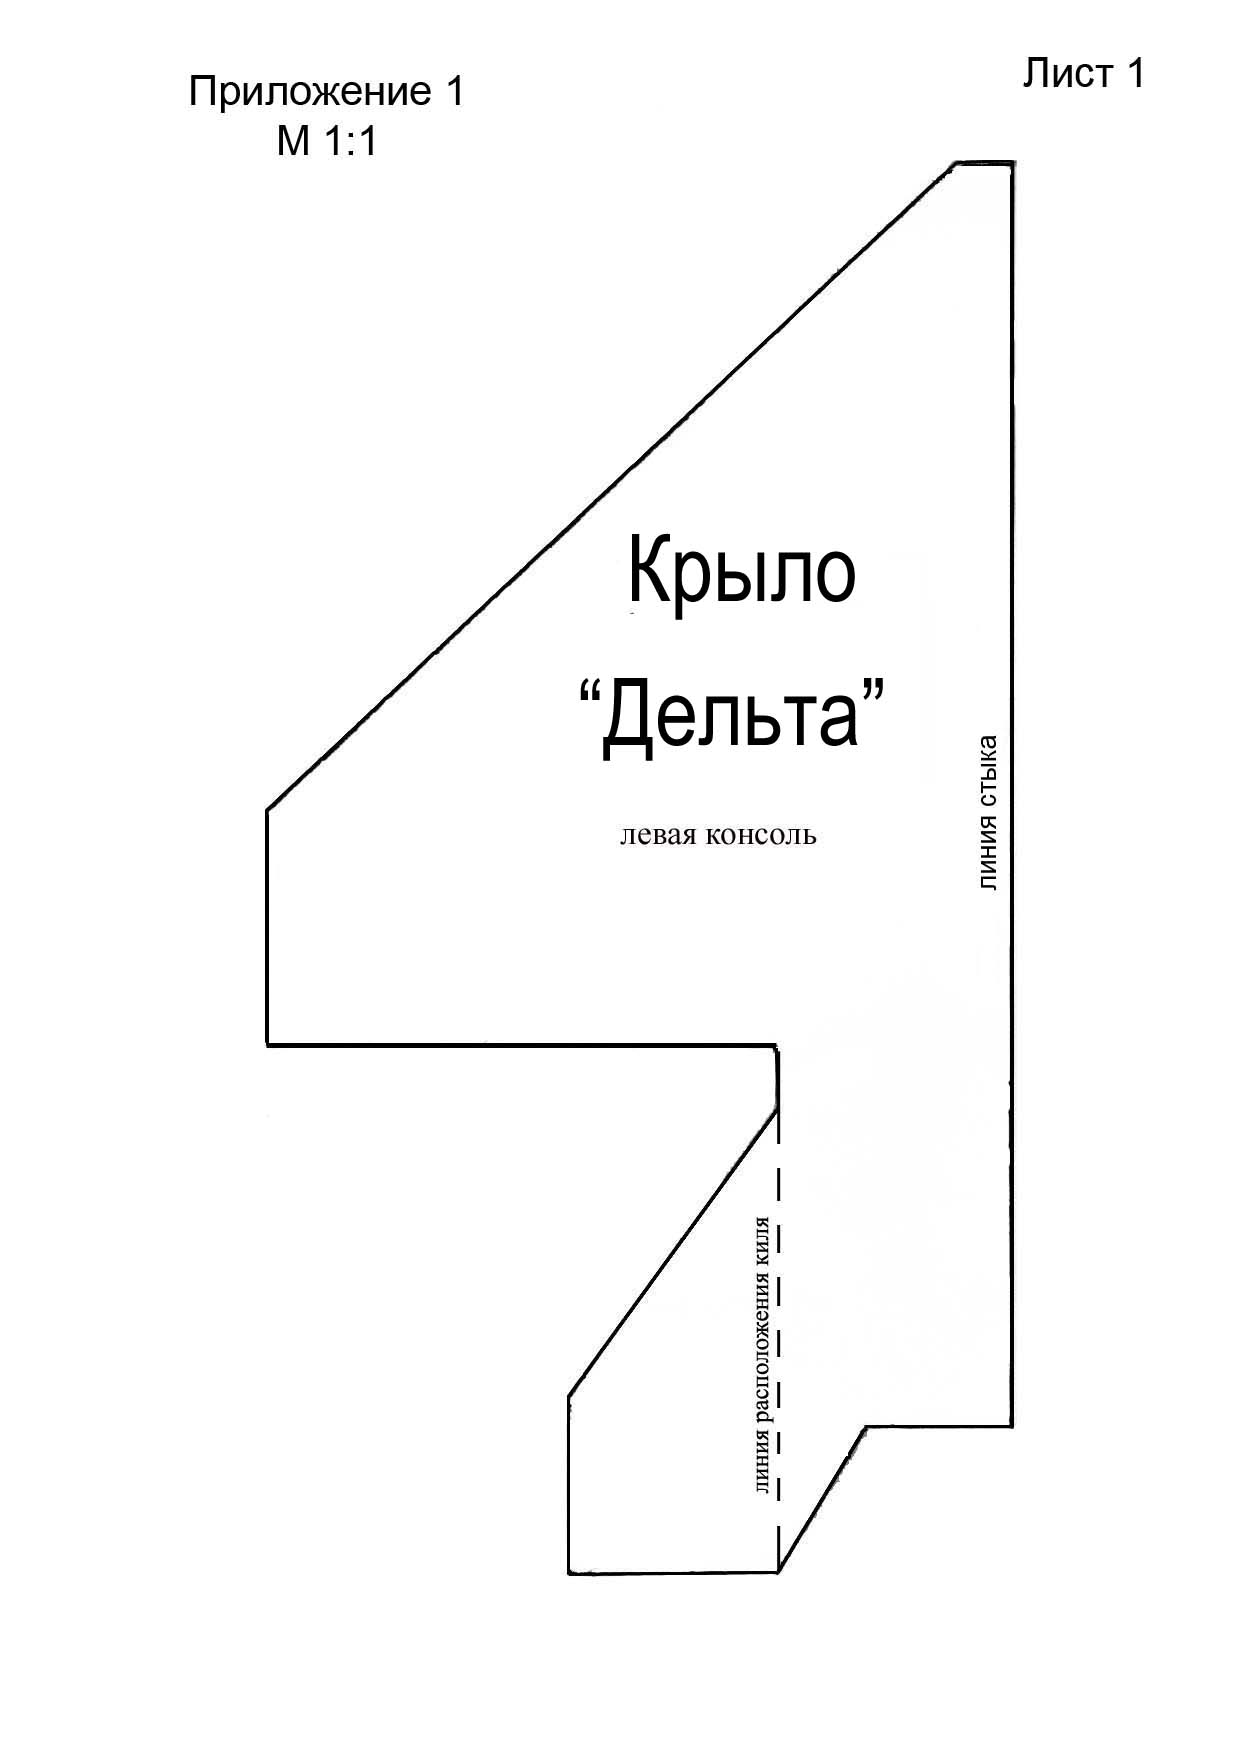 Приложение 1
М 1:1
Лист 1
Крыло
“Дельта”
левая консоль
линия стыка
линия расположения киля